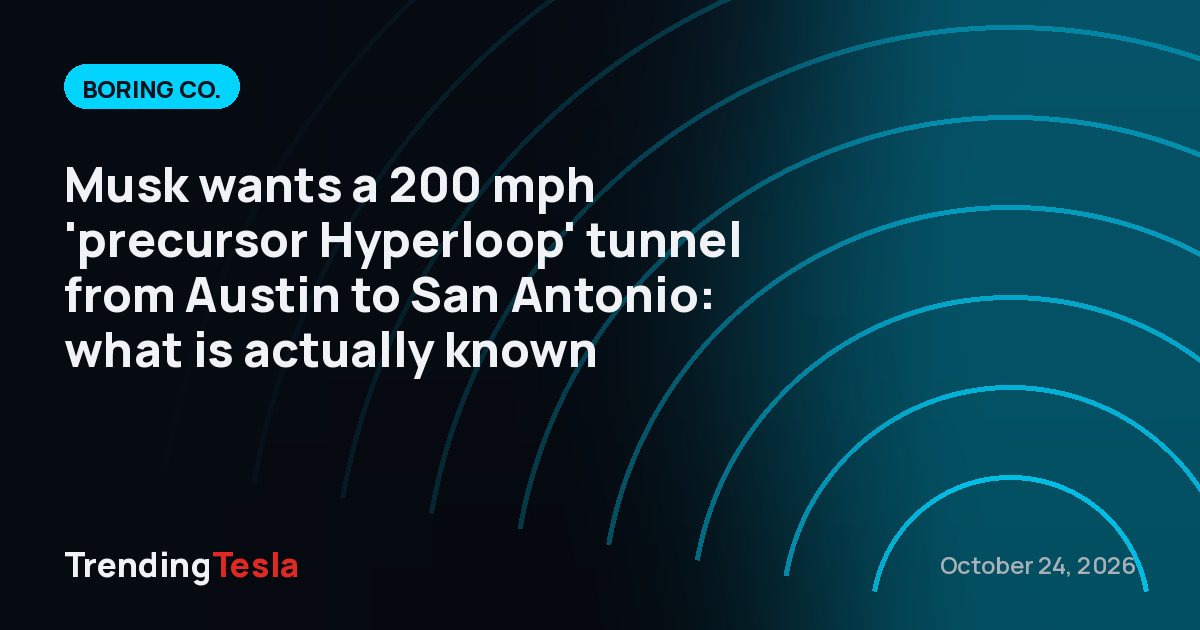 BORING CO.
Musk wants a 200 mph
'precursor Hyperloop' tunnel
from Austin to San Antonio:
what is actually known
TrendingTesla
October 24, 2026